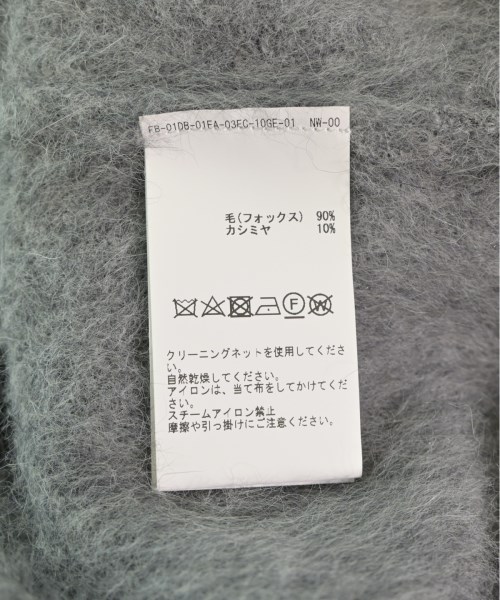 FB-01DB-01EA-03EC-10GE-01 NW-00
毛(フォックス) 90%
カシミヤ 10%
F W
クリーニングネットを使用してくださ
い。
自然乾燥してください。
アイロンは、当て布をしてかけてくだ
さい。
スチームアイロン禁止
摩擦や引っ掛けにご注意ください。